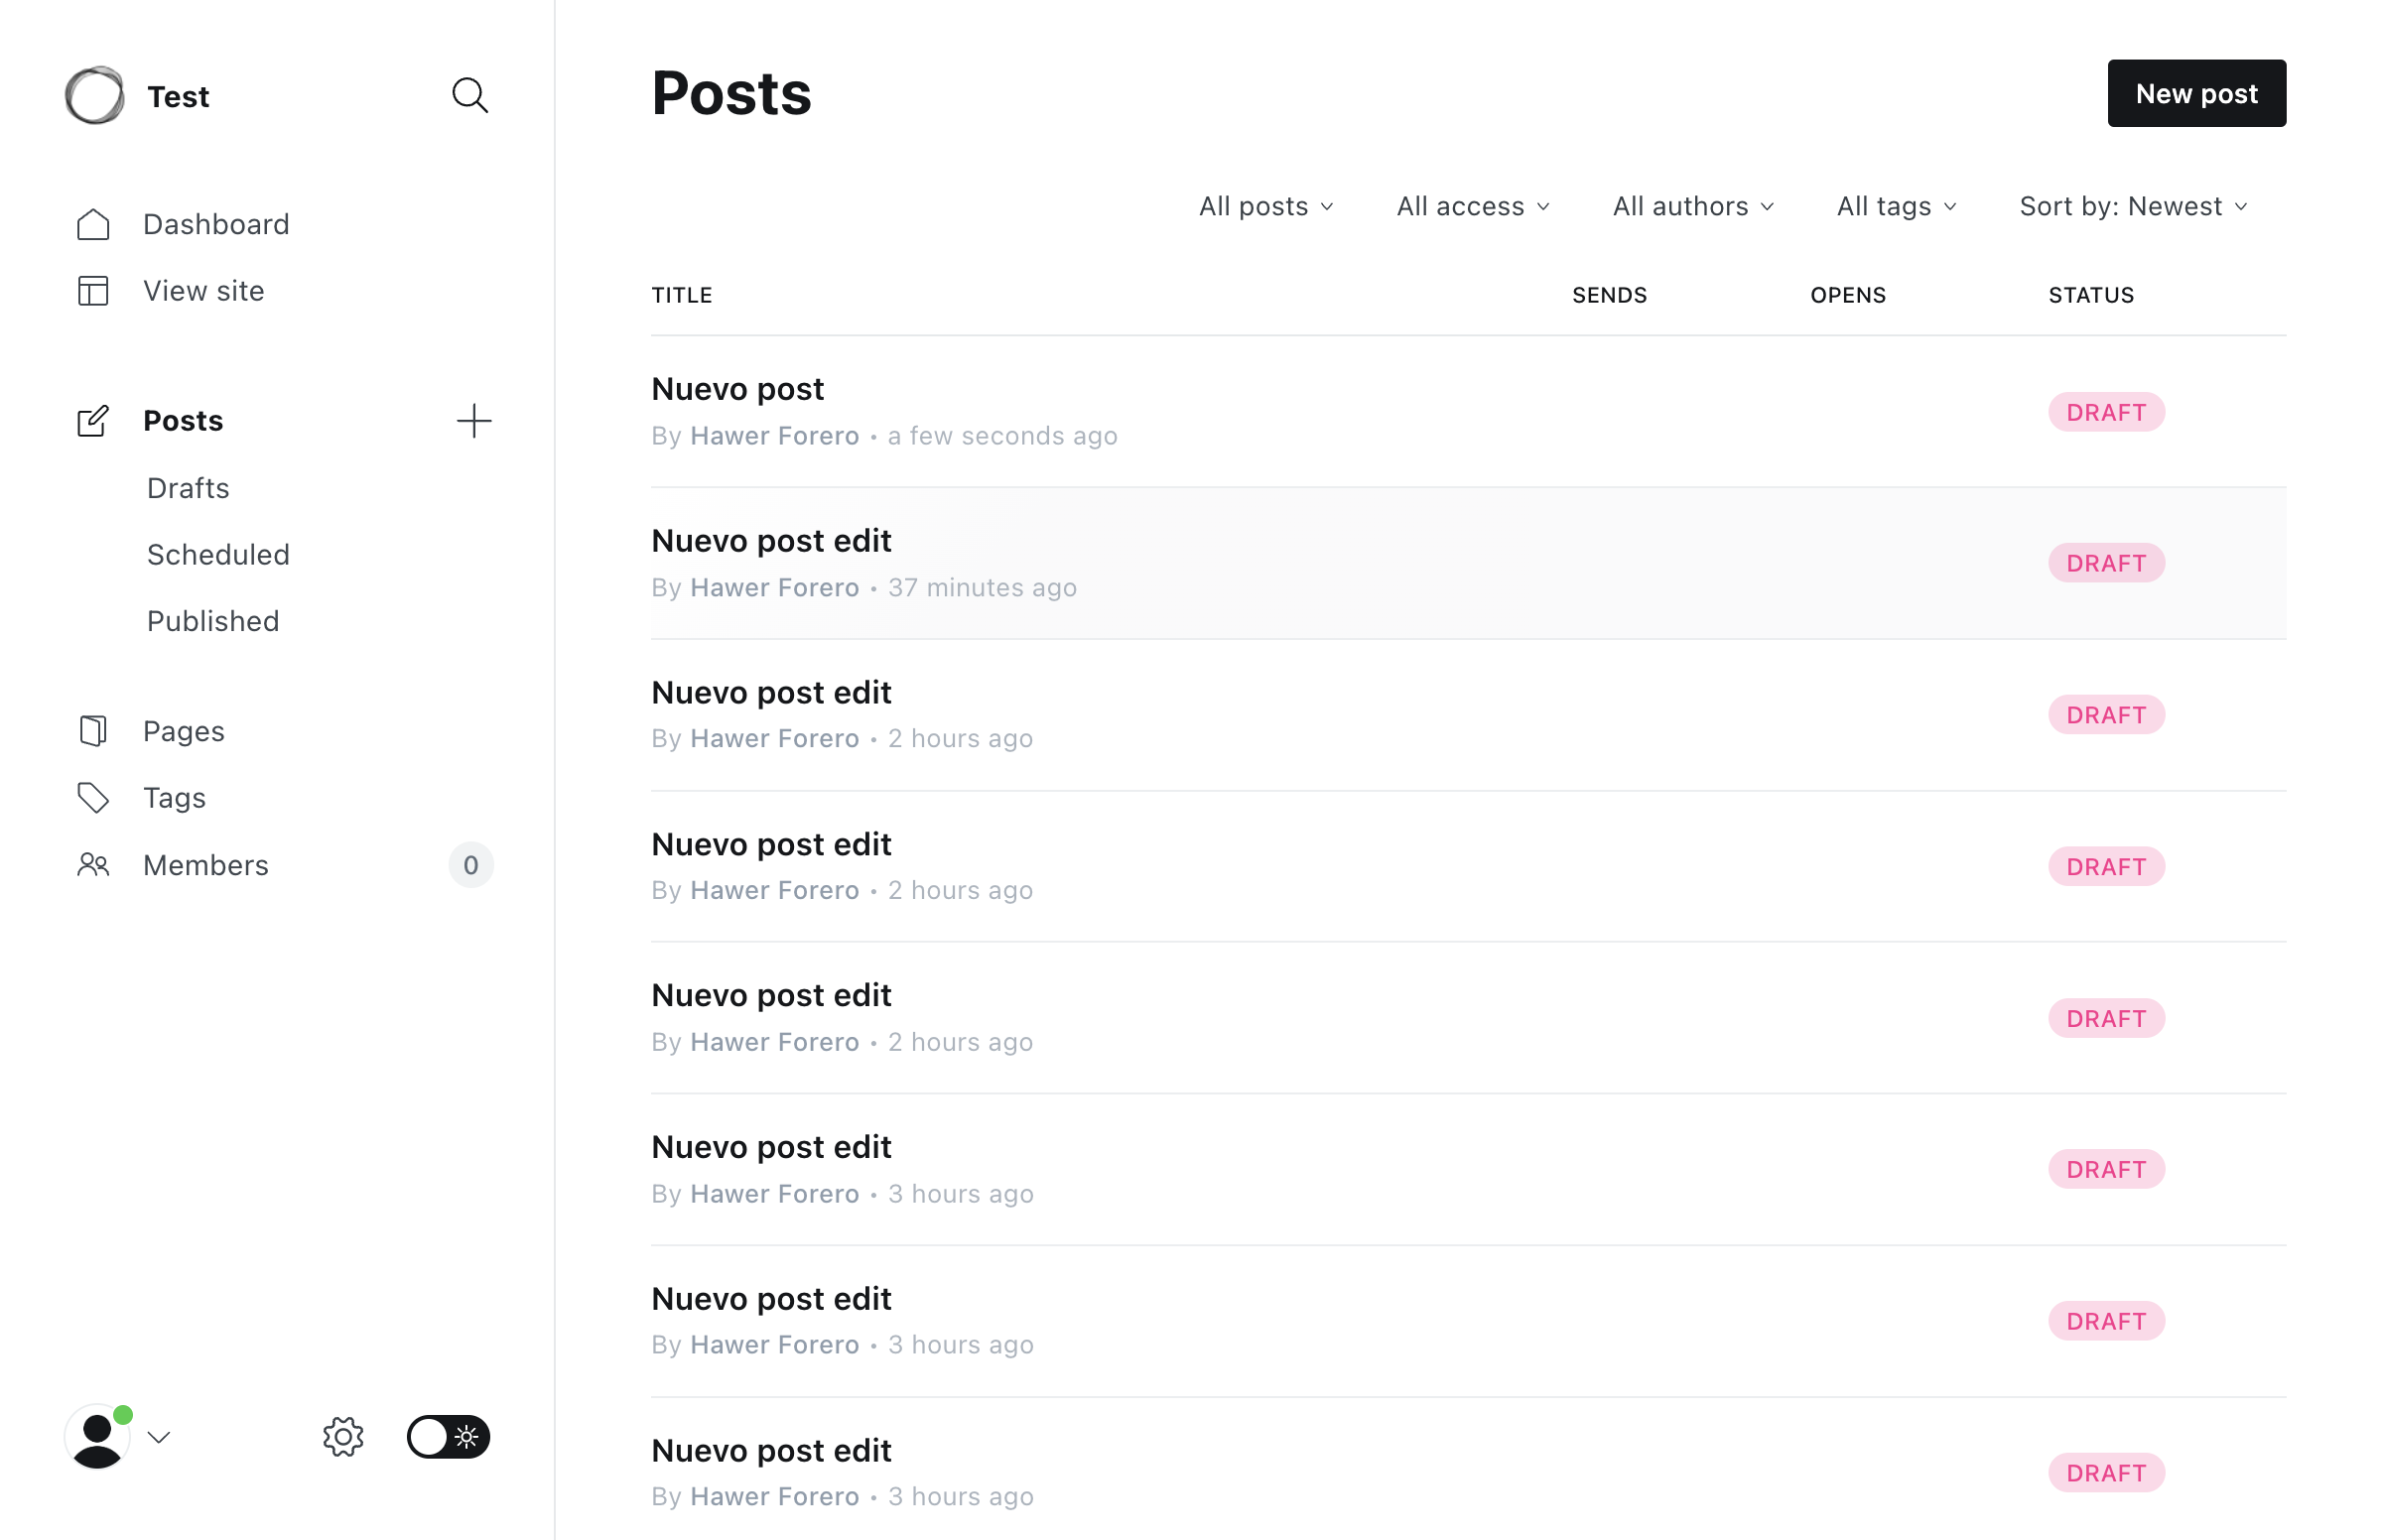 Test
Dashboard
View site
Posts
Drafts
Scheduled
Published
Pages
Tags
Members 0
Posts
New post
All posts All access All authors All tags Sort by: Newest
TITLE SENDS OPENS STATUS
Nuevo post
By Hawer Forero • a few seconds ago
DRAFT
Nuevo post edit
By Hawer Forero • 37 minutes ago
DRAFT
Nuevo post edit
By Hawer Forero • 2 hours ago
DRAFT
Nuevo post edit
By Hawer Forero • 2 hours ago
DRAFT
Nuevo post edit
By Hawer Forero • 2 hours ago
DRAFT
Nuevo post edit
By Hawer Forero • 3 hours ago
DRAFT
Nuevo post edit
By Hawer Forero • 3 hours ago
DRAFT
Nuevo post edit
By Hawer Forero • 3 hours ago
DRAFT